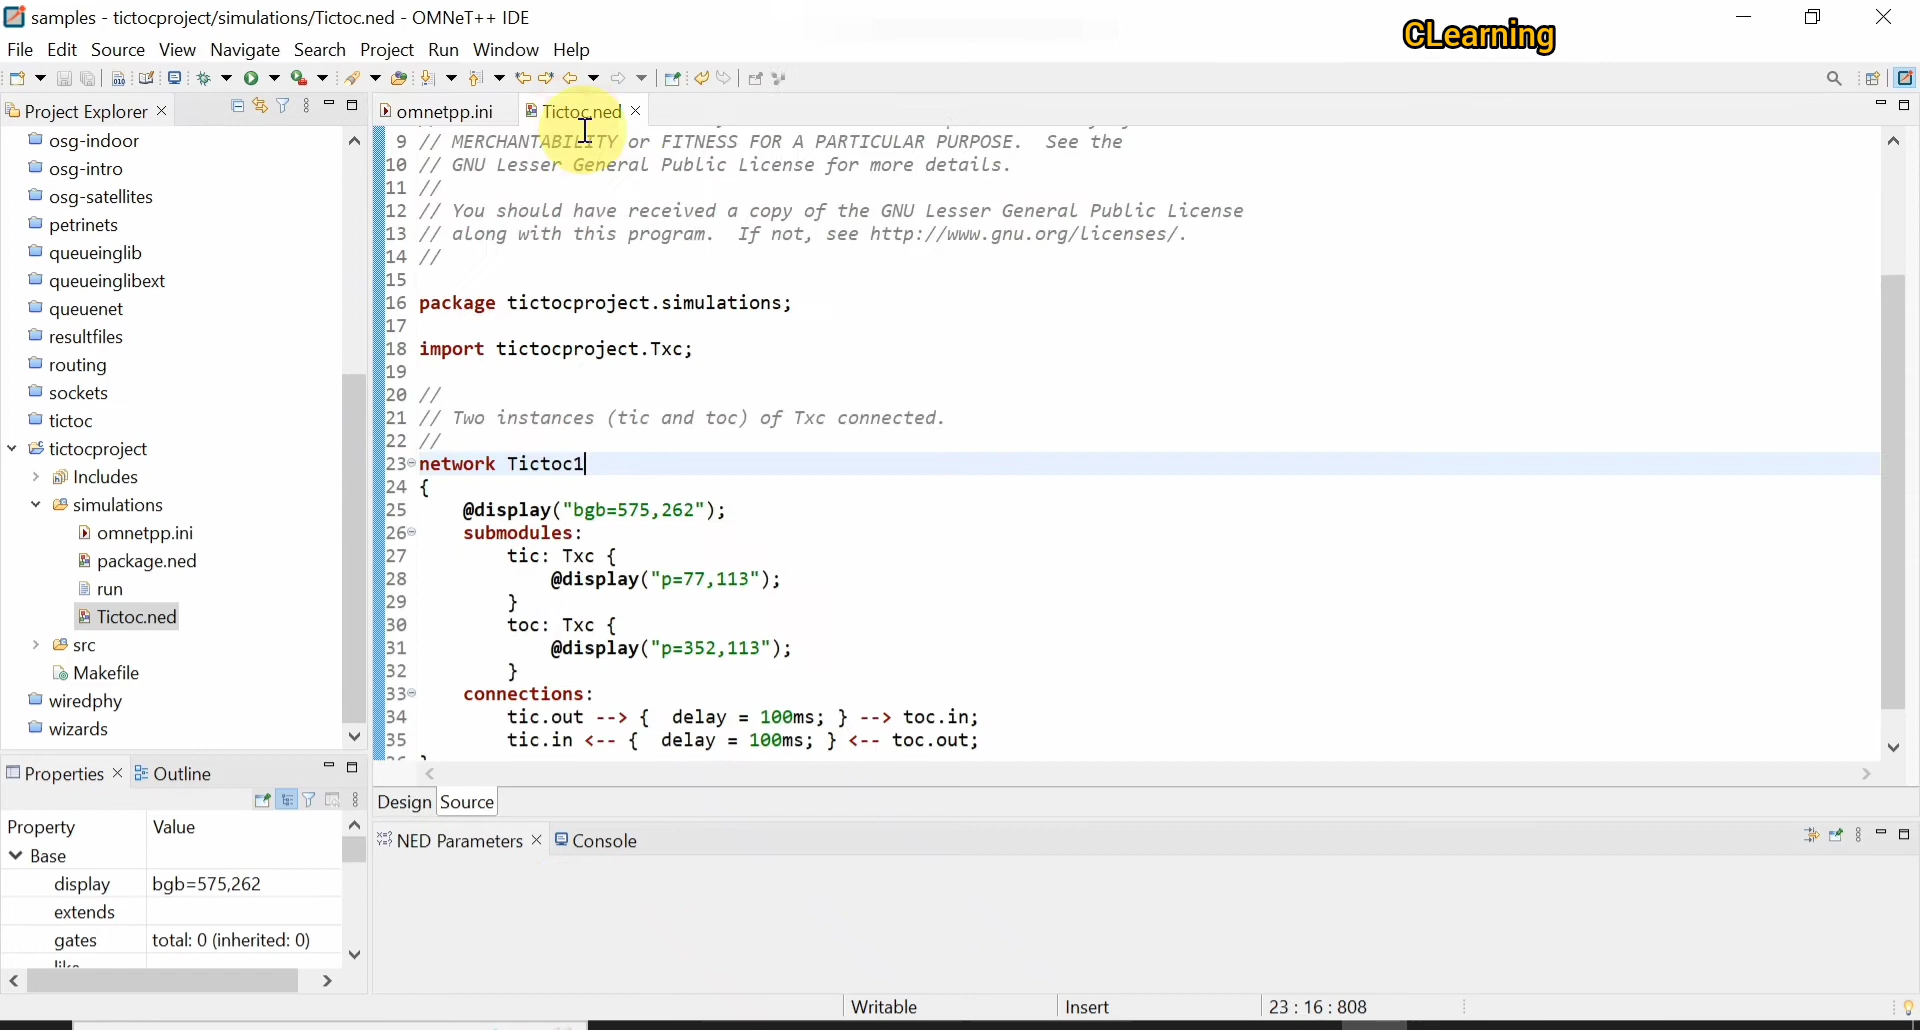 samples - tictocproject/simulations/Tictoc.ned - OMNeT++ IDE
CLearning
File Edit Source View Navigate Search Project Run Window Help
Project Explorer
osg-indoor
osg-intro
osg-satellites
petrinets
queueinglib
queueinglibext
queuenet
resultfiles
routing
sockets
tictoc
tictocproject
Includes
simulations
omnetpp.ini
package.ned
run
Tictoc.ned
src
Makefile
wiredphy
wizards
omnetpp.ini Tictoc.ned
9 // MERCHANTABILITY or FITNESS FOR A PARTICULAR PURPOSE.  See the
10 // GNU Lesser General Public License for more details.
11 //
12 // You should have received a copy of the GNU Lesser General Public License
13 // along with this program.  If not, see http://www.gnu.org/licenses/.
14 //
15
16 package tictocproject.simulations;
17
18 import tictocproject.Txc;
19
20 //
21 // Two instances (tic and toc) of Txc connected.
22 //
23 network Tictoc1
24 {
25     @display("bgb=575,262");
26     submodules:
27         tic: Txc {
28             @display("p=77,113");
29         }
30         toc: Txc {
31             @display("p=352,113");
32         }
33     connections:
34         tic.out --> {  delay = 100ms; } --> toc.in;
35         tic.in <-- {  delay = 100ms; } <-- toc.out;
Design Source
Properties Outline
Property Value
Base
display bgb=575,262
extends
gates total: 0 (inherited: 0)
NED Parameters Console
Writable Insert 23 : 16 : 808